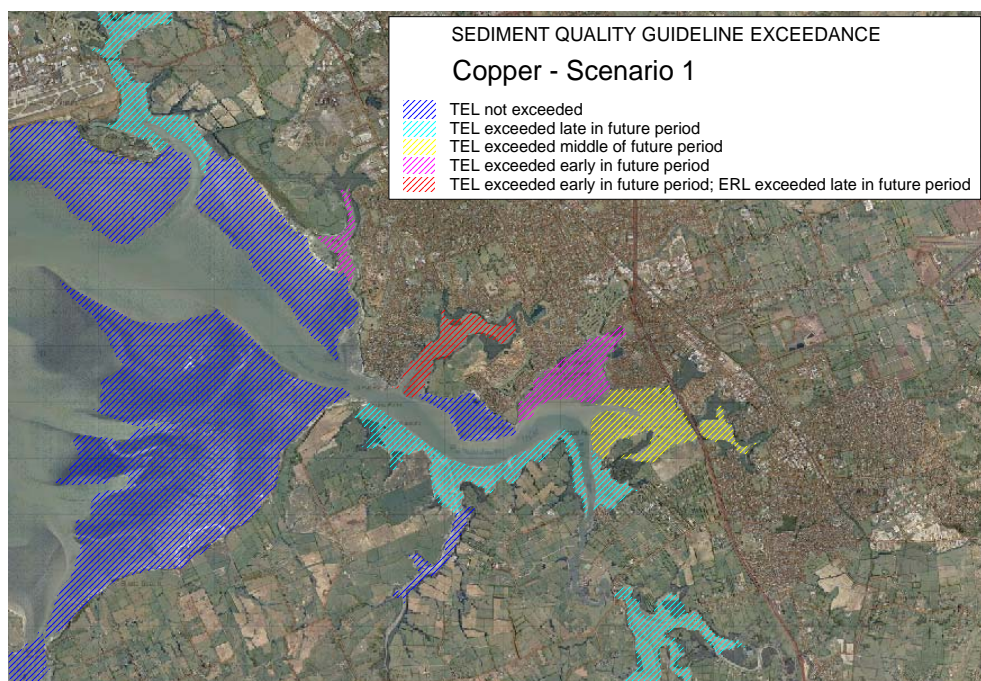 SEDIMENT QUALITY GUIDELINE EXCEEDANCE
Copper - Scenario 1
TEL not exceeded
TEL exceeded late in future period
TEL exceeded middle of future period
TEL exceeded early in future period
TEL exceeded early in future period; ERL exceeded late in future period